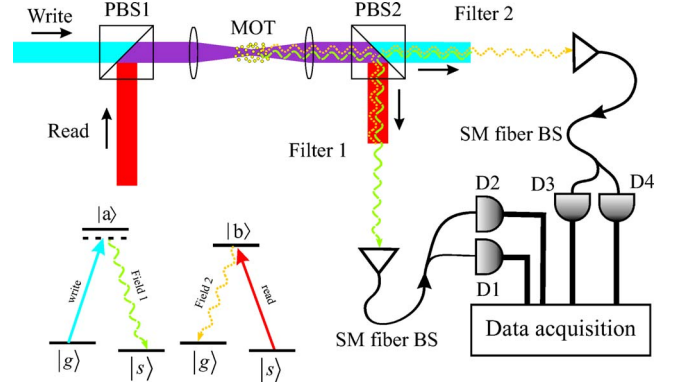 PBS1
MOT
PBS2
Filter 2
Write
Read
Filter 1
SM fiber BS
D2
D3
D4
D1
|a⟩
|b⟩
write
Field 1
Field 2
read
|g⟩
|s⟩
|g⟩
|s⟩
SM fiber BS
Data acquisition